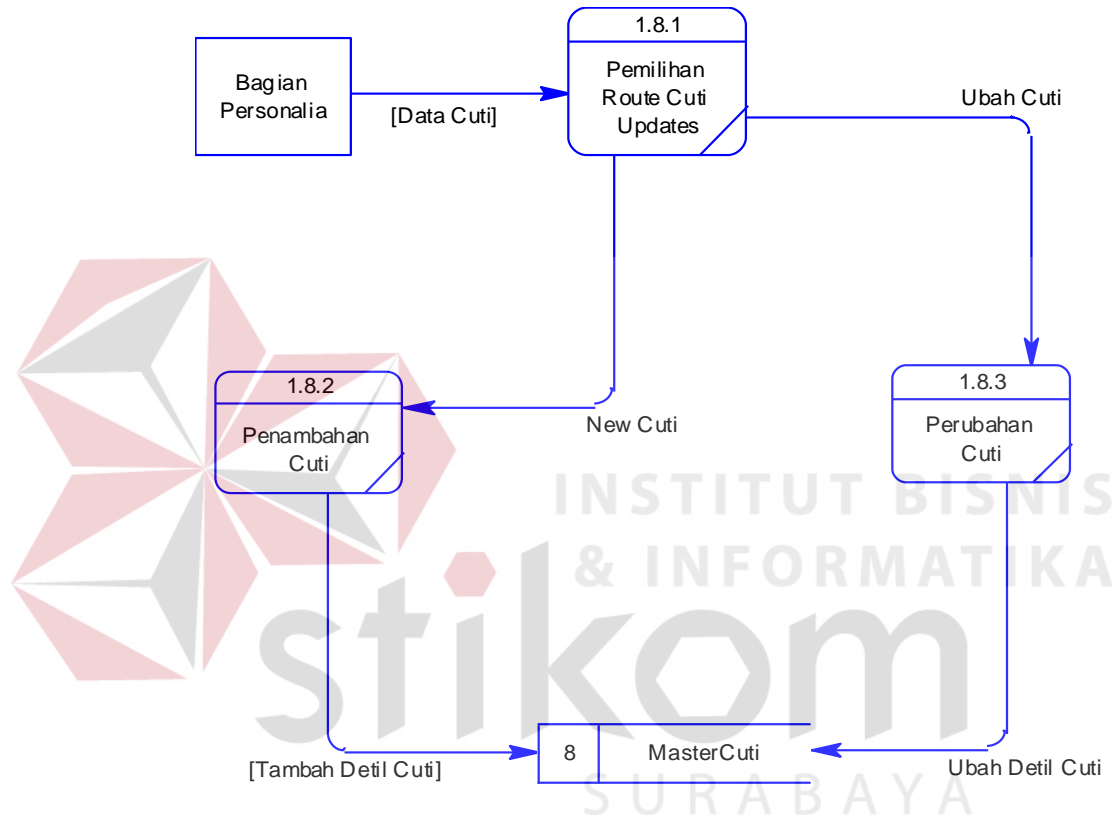 1.8.1
Pemilihan
Route Cuti
Updates
Bagian
Personalia
[Data Cuti]
Ubah Cuti
1.8.2
Penambahan
Cuti
New Cuti
1.8.3
Perubahan
Cuti
INSTITUT BISNIS
& INFORMATIKA
stikom
SURABAYA
8
MasterCuti
[Tambah Detil Cuti]
Ubah Detil Cuti